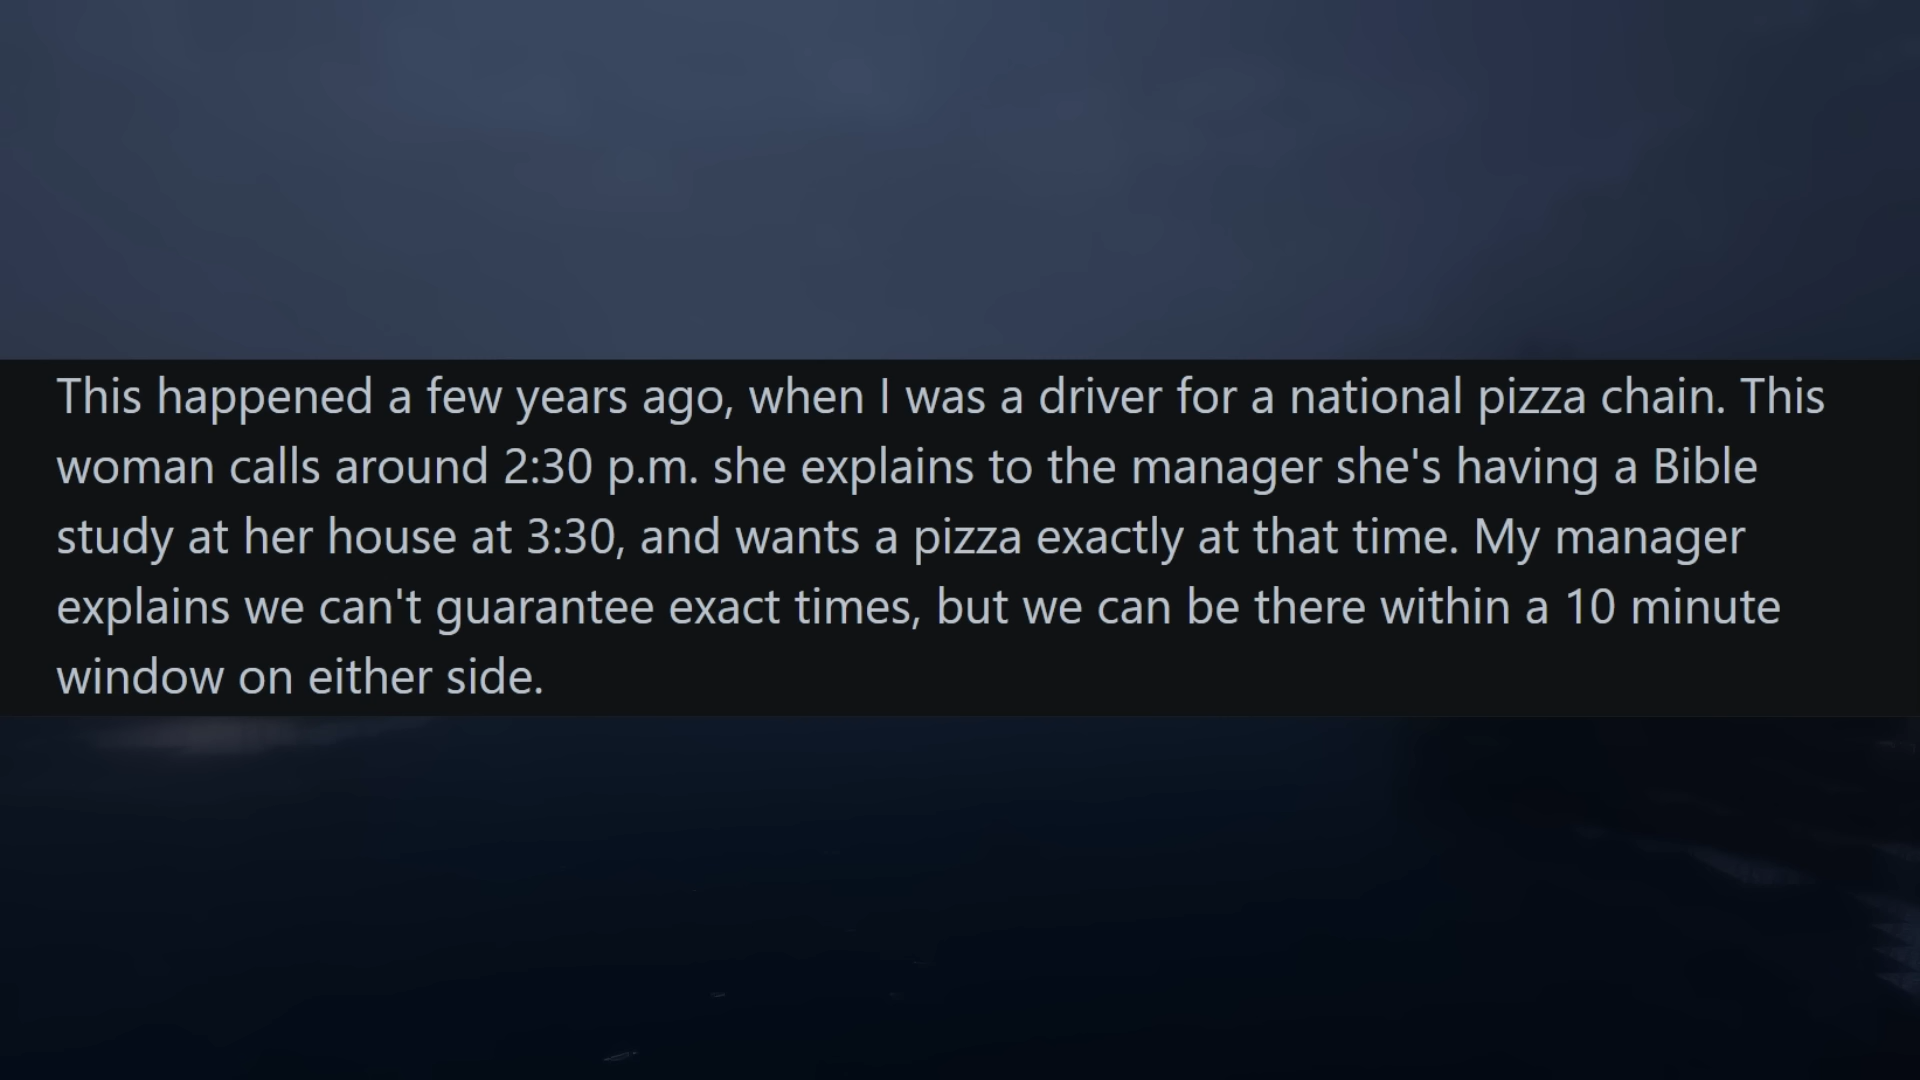 This happened a few years ago, when I was a driver for a national pizza chain. This
woman calls around 2:30 p.m. she explains to the manager she's having a Bible
study at her house at 3:30, and wants a pizza exactly at that time. My manager
explains we can't guarantee exact times, but we can be there within a 10 minute
window on either side.